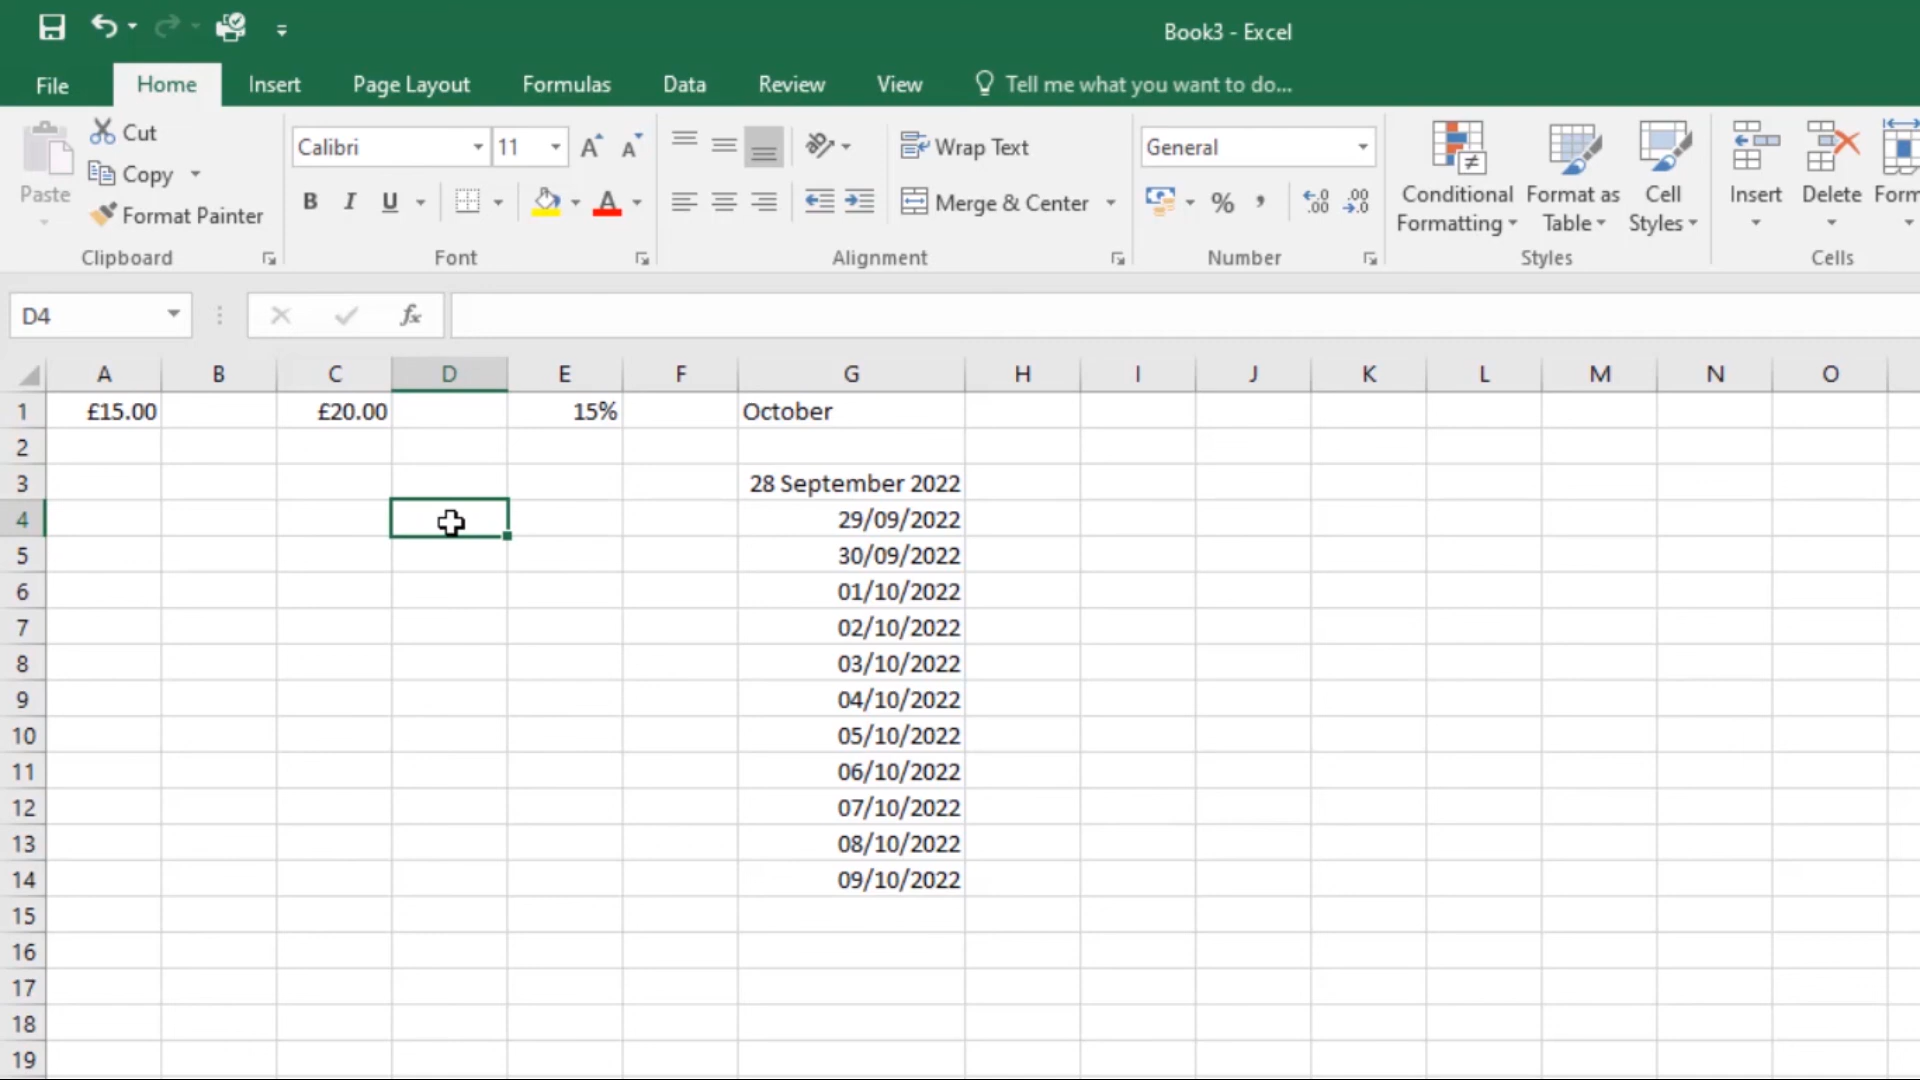 Book3 - Excel
File Home Insert Page Layout Formulas Data Review View Tell me what you want to do...
Paste
Cut
Copy
Format Painter
Clipboard
Calibri 11 A A
B I U A
Font
Wrap Text
Merge & Center
Alignment
General
% , .00 .0 .00
Number
Conditional Formatting
Format as Table
Cell Styles
Styles
Insert Delete Form
Cells
D4 fx
A B C D E F G H I J K L M N O
1 £15.00 £20.00 15% October
2
3 28 September 2022
4 29/09/2022
5 30/09/2022
6 01/10/2022
7 02/10/2022
8 03/10/2022
9 04/10/2022
10 05/10/2022
11 06/10/2022
12 07/10/2022
13 08/10/2022
14 09/10/2022
15
16
17
18
19